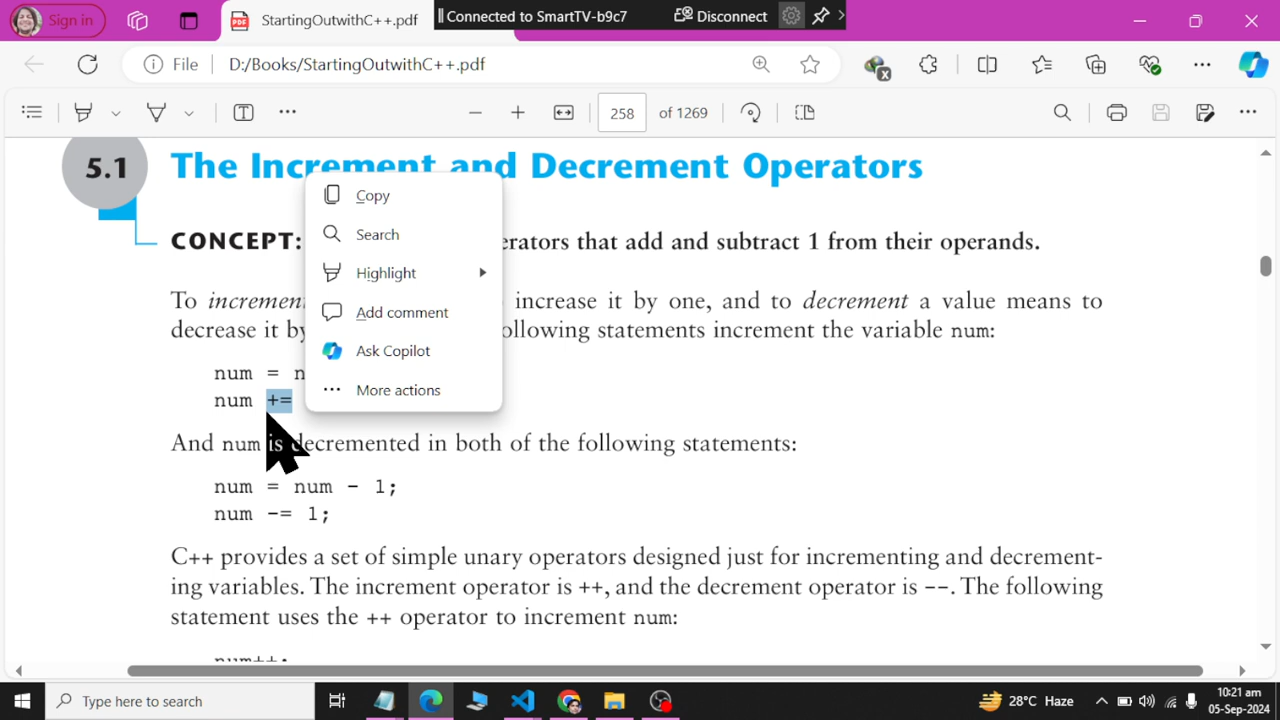 Sign in
StartingOutwithC++.pdf
Connected to SmartTV-b9c7
Disconnect
File
D:/Books/StartingOutwithC++.pdf
258
of 1269
5.1
The Increment and Decrement Operators
CONCEPT:
erators that add and subtract 1 from their operands.
To incremen
increase it by one, and to decrement a value means to
decrease it by
ollowing statements increment the variable num:
num = n
num +=
Copy
Search
Highlight
Add comment
Ask Copilot
More actions
And num is decremented in both of the following statements:
num = num - 1;
num -= 1;
C++ provides a set of simple unary operators designed just for incrementing and decrement-
ing variables. The increment operator is ++, and the decrement operator is --. The following
statement uses the ++ operator to increment num:
num++;
Type here to search
28°C Haze
10:21 am
05-Sep-2024